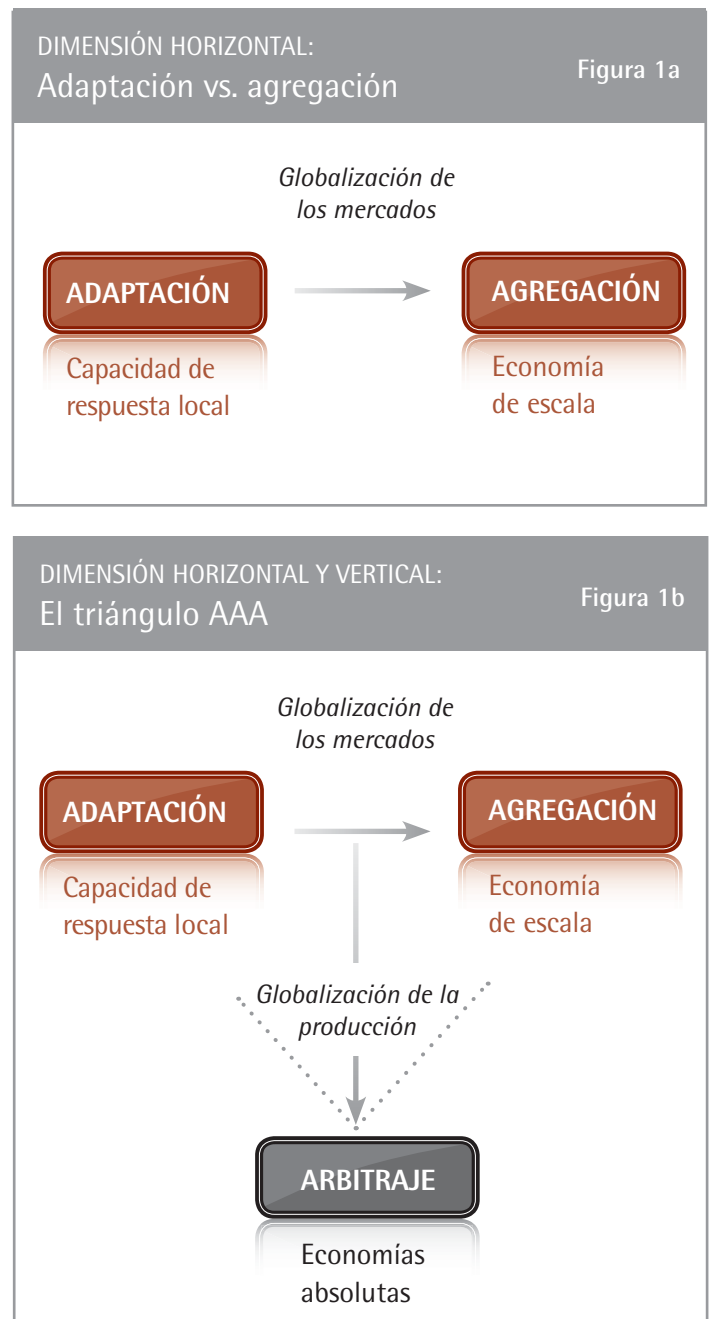 DIMENSIÓN HORIZONTAL:
Adaptación vs. agregación
Figura 1a
Globalización de
los mercados
ADAPTACIÓN
AGREGACIÓN
Capacidad de
respuesta local
Economía
de escala
DIMENSIÓN HORIZONTAL Y VERTICAL:
El triángulo AAA
Figura 1b
Globalización de
los mercados
ADAPTACIÓN
AGREGACIÓN
Capacidad de
respuesta local
Economía
de escala
Globalización de la
producción
ARBITRAJE
Economías
absolutas